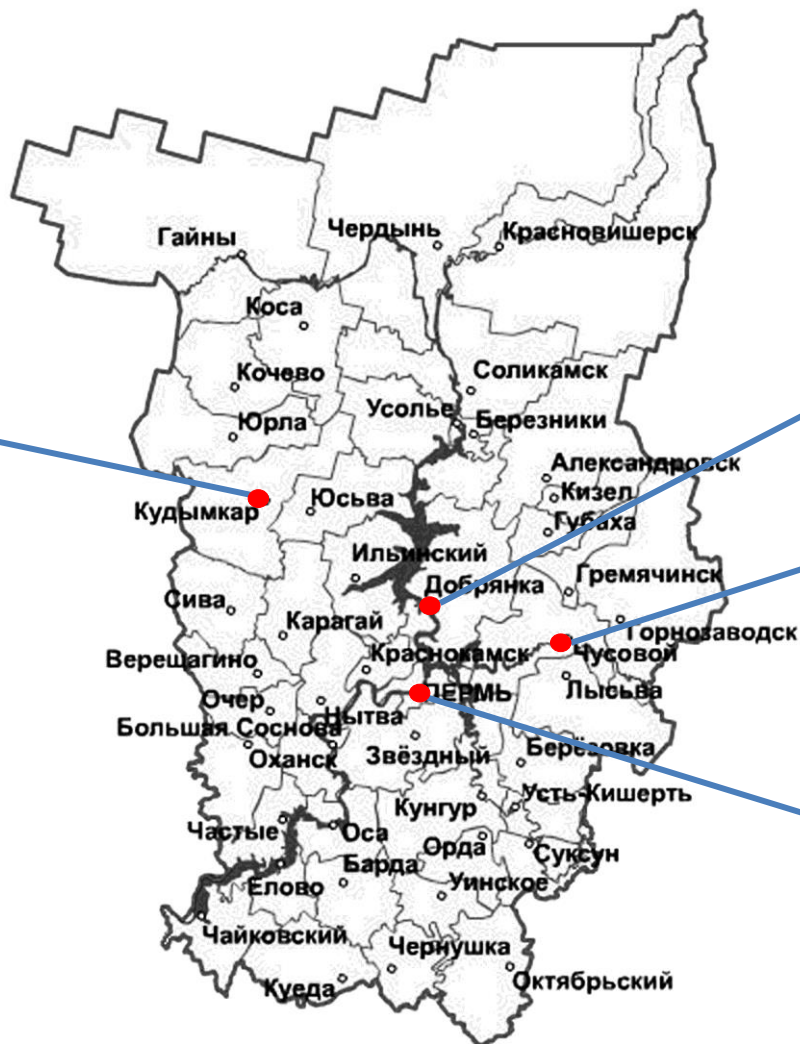 Чердынь
Красновишерск
Гайны
Коса
Соликамск
Кочево
Усолье
Березники
Юрла
Александровск
Кизел
Юсьва
Кудымкар
Губаха
Ильинский
Гремячинск
Добрянка
Сива
Карагай
Горнозаводск
Краснокамск
Чусовой
Верещагино
Лысьва
ПЕРМЬ
Очер
Нытва
Большая Соснова
Берёзовка
Звёздный
Оханск
Усть-Кишерть
Кунгур
Частые
Оса
Орда
Суксун
Барда
Елово
Уинское
Чайковский
Чернушка
Октябрьский
Куеда